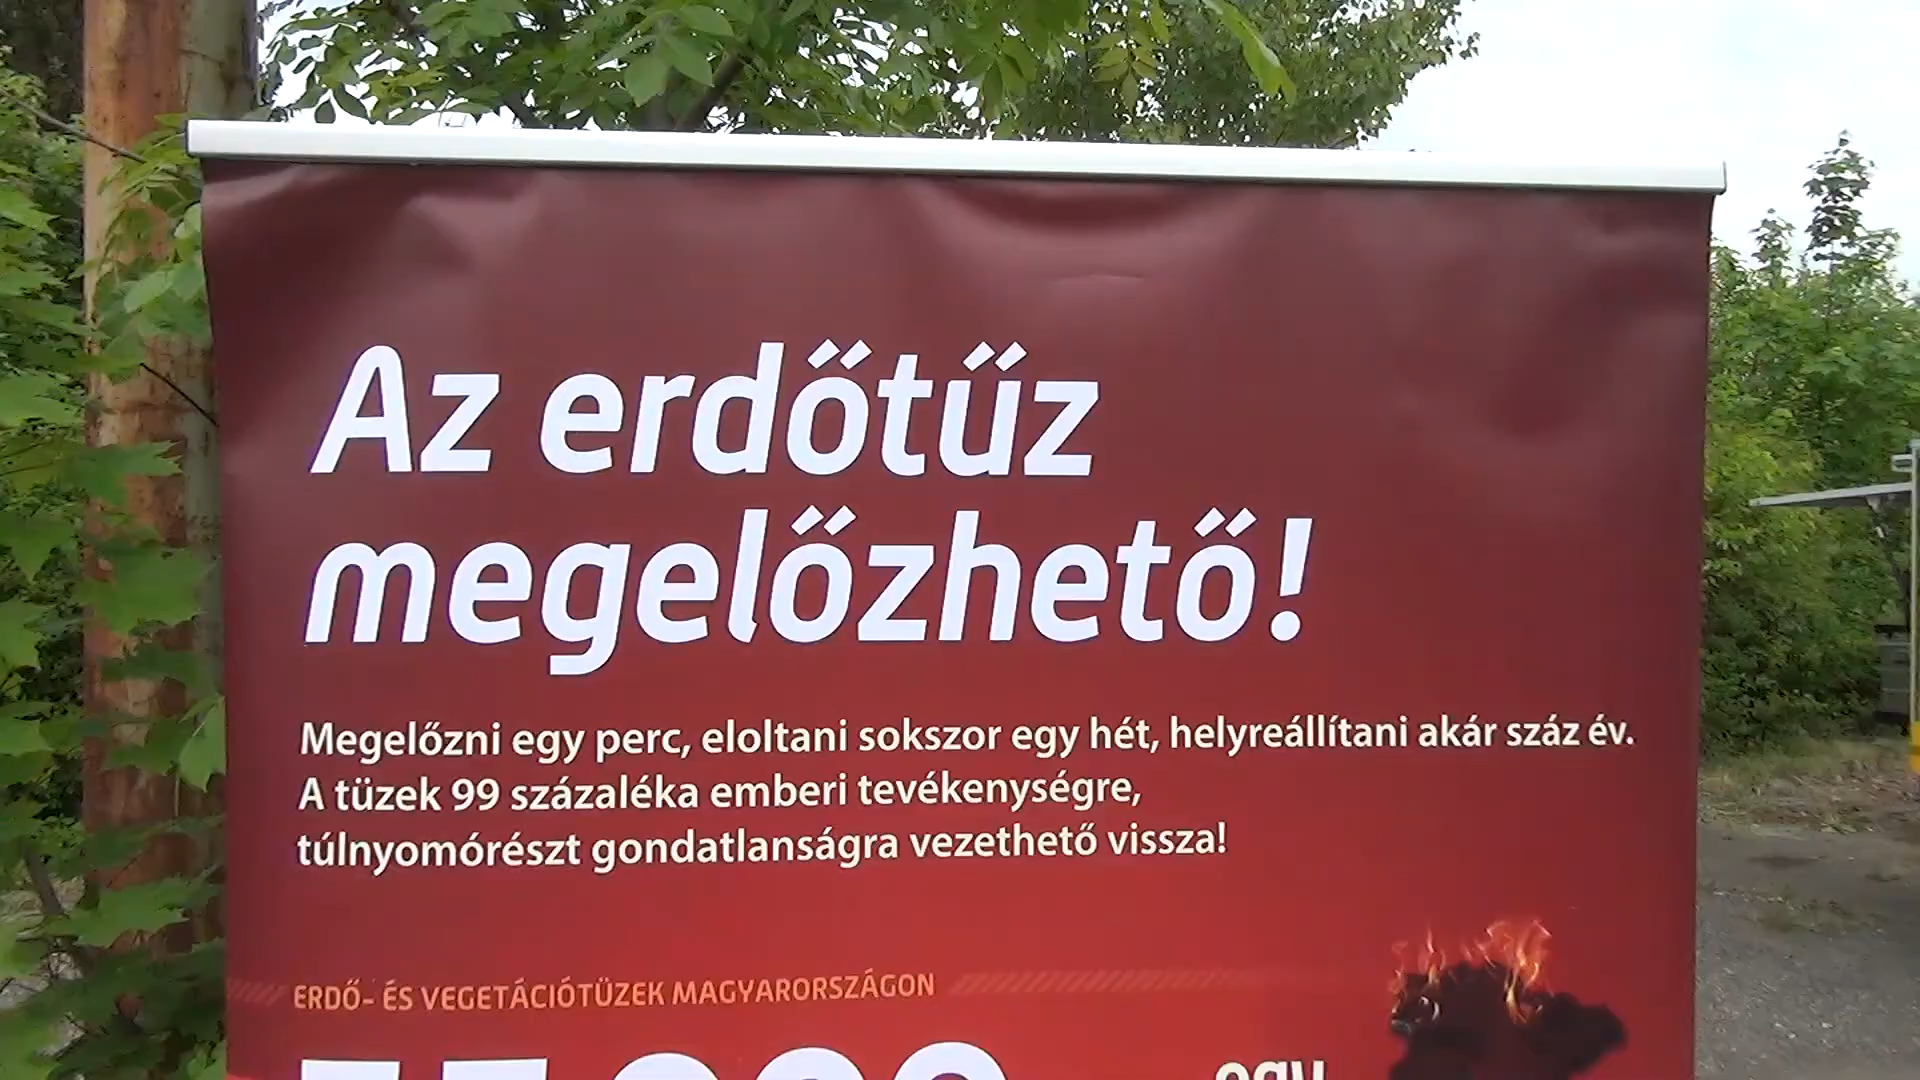 Az erdőtűz
megelőzhető!
Megelőzni egy perc, eloltani sokszor egy hét, helyreállítani akár száz év.
A tüzek 99 százaléka emberi tevékenységre,
túlnyomórészt gondatlanságra vezethető vissza!
ERDŐ- ÉS VEGETÁCIÓTÜZEK MAGYARORSZÁGON
egy